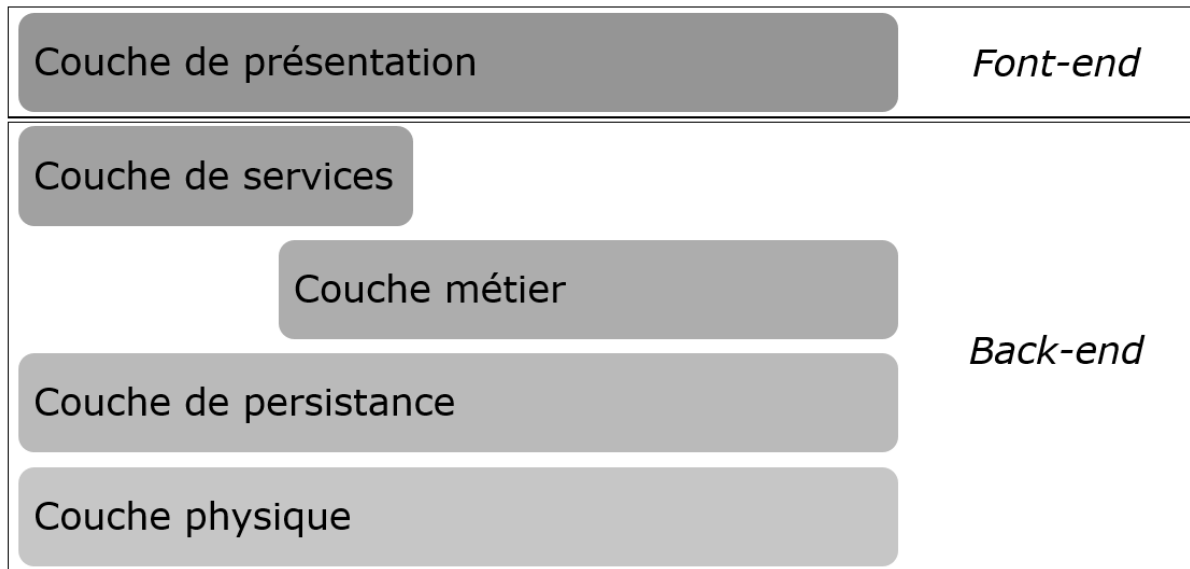 Couche de présentation
Font-end
Couche de services
Couche métier
Back-end
Couche de persistance
Couche physique